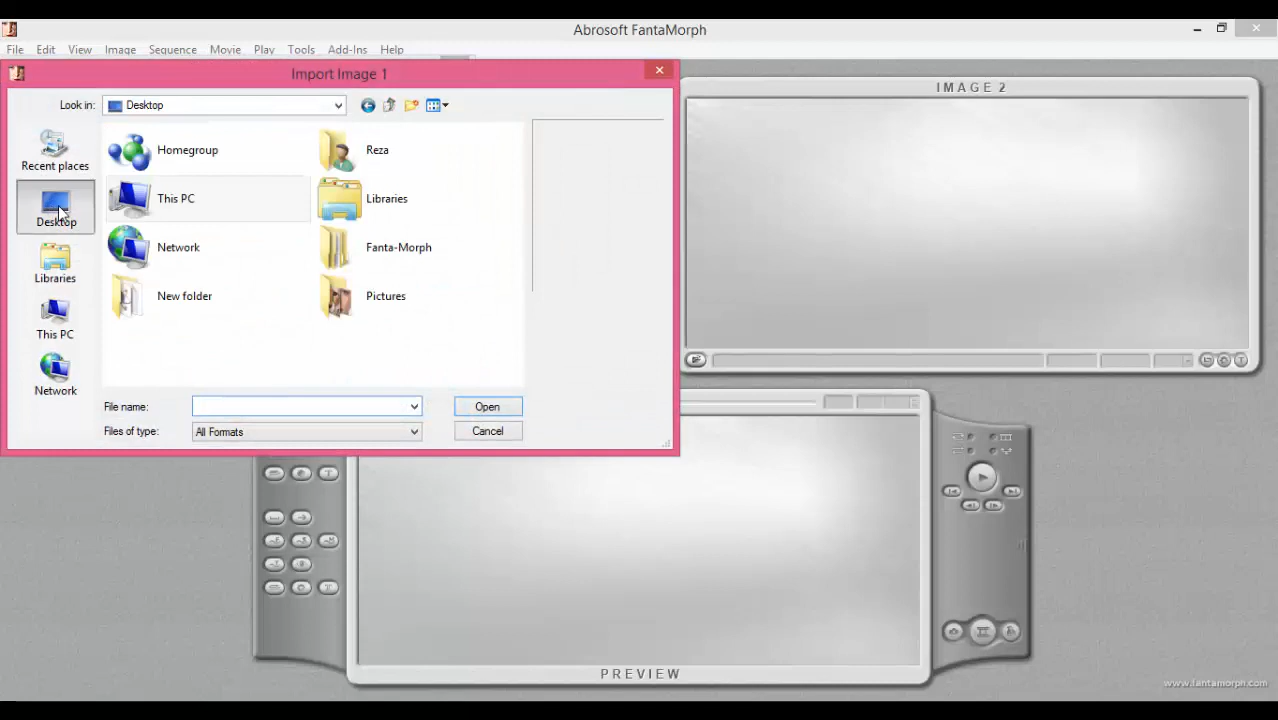 Abrosoft FantaMorph
File Edit View Image Sequence Movie Play Tools Add-Ins Help
Import Image 1
Look in: Desktop
Recent places
Desktop
Libraries
This PC
Network
Homegroup Reza
This PC Libraries
Network Fanta-Morph
New folder Pictures
File name: Open
Files of type: All Formats Cancel
IMAGE 2
PREVIEW
www.fantamorph.com